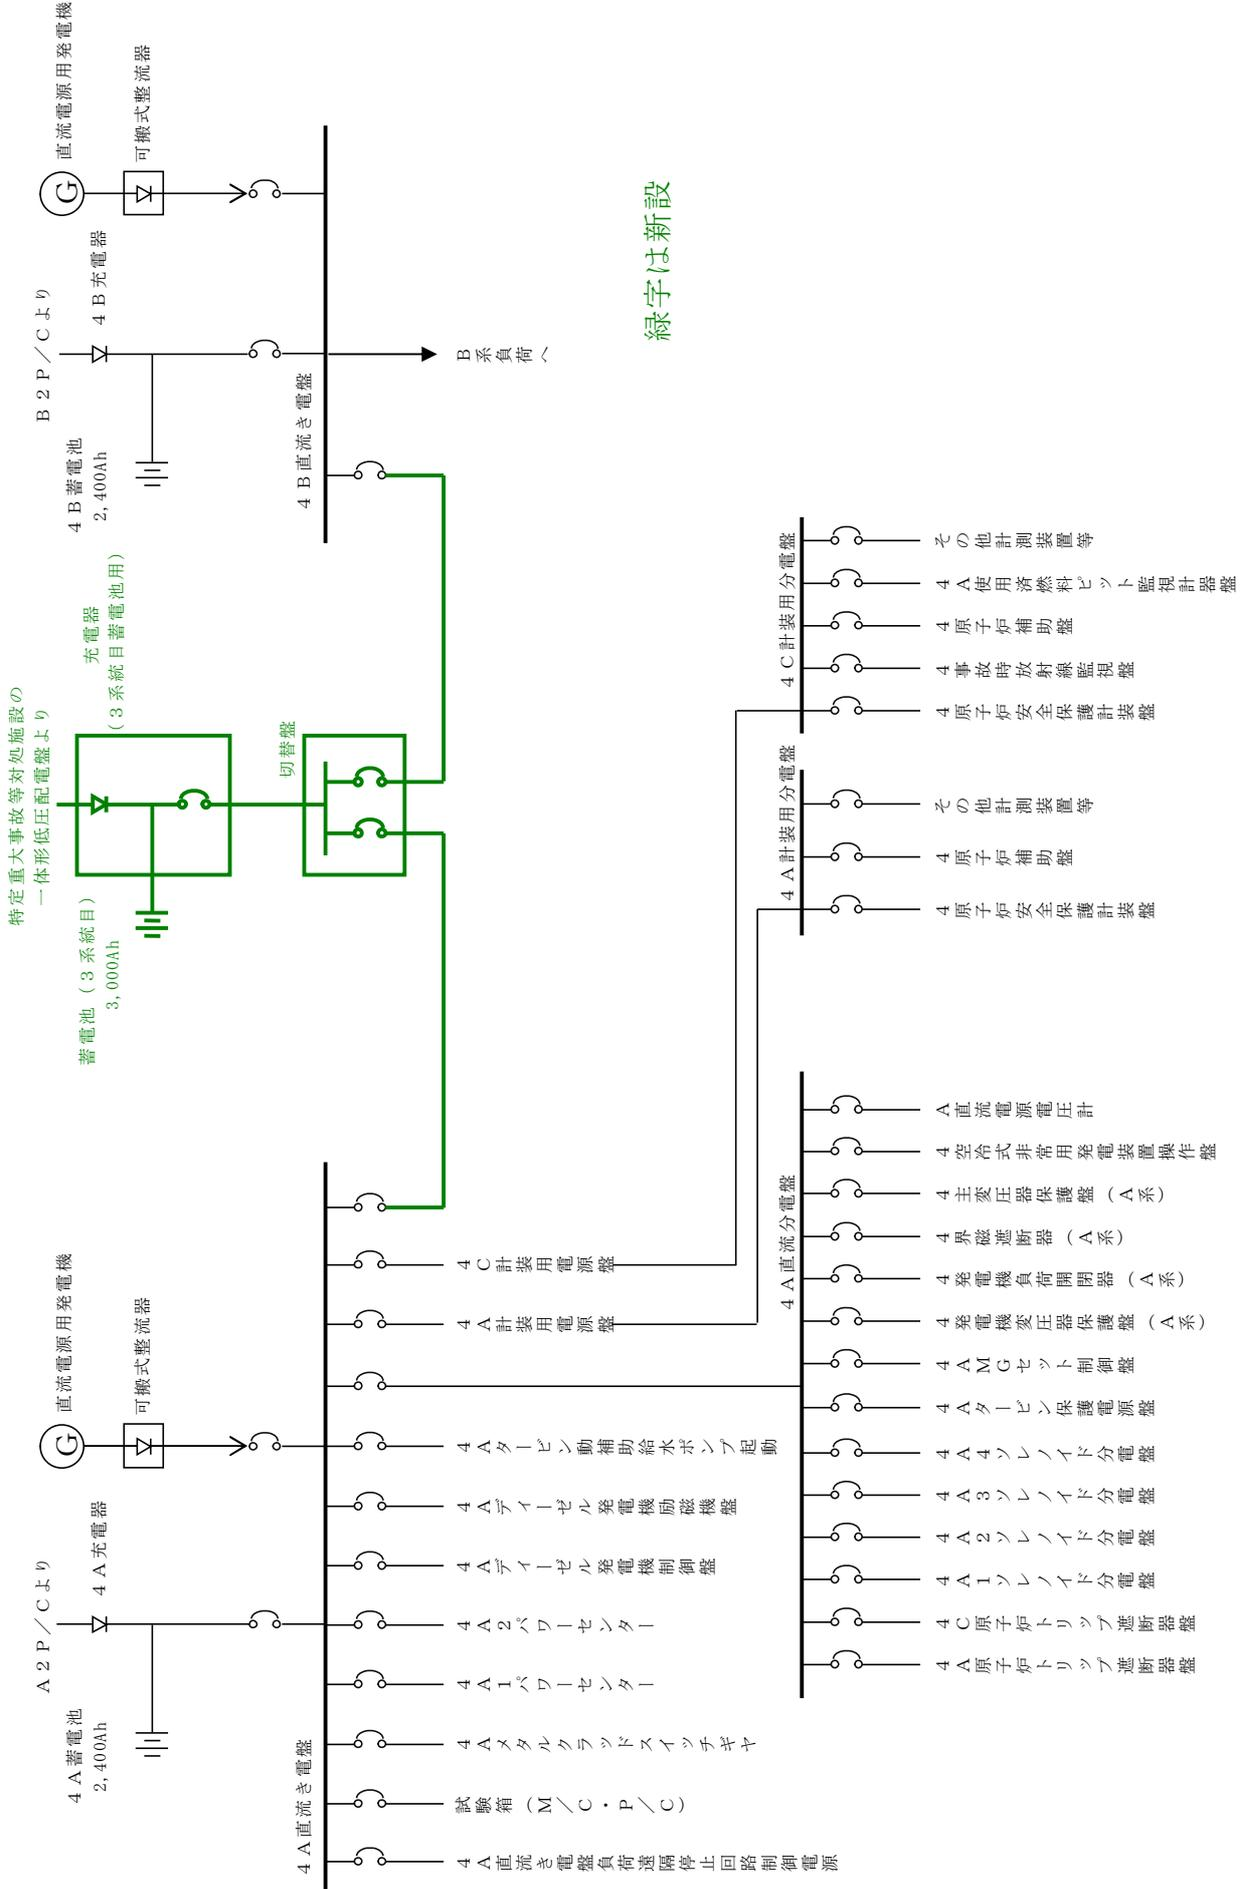 A２P／Cより
４A蓄電池
2,400Ah
４A充電器
直流電源用発電機
G
可搬式整流器
４A直流き電盤
４A直流き電盤負荷遠隔停止回路制御電源
試験箱（M／C・P／C）
４Aメタルクラッドスイッチギヤ
４A１パワーセンター
４A２パワーセンター
４Aディーゼル発電機制御盤
４Aディーゼル発電機励磁機盤
４Aタービン動補助給水ポンプ起動
４A計装用電源盤
４C計装用電源盤
特定重大事故等対処施設の
一体形低圧配電盤より
蓄電池（３系統目）
3,000Ah
充電器
（３系統目蓄電池用）
切替盤
B２P／Cより
４B蓄電池
2,400Ah
４B充電器
直流電源用発電機
G
可搬式整流器
４B直流き電盤
B系負荷へ
緑字は新設
４A直流分電盤
４A原子炉トリップ遮断器盤
４C原子炉トリップ遮断器盤
４A１ソレノイド分電盤
４A２ソレノイド分電盤
４A３ソレノイド分電盤
４A４ソレノイド分電盤
４Aタービン保護電源盤
４AMGセット制御盤
４発電機変圧器保護盤（A系）
４発電機負荷開閉器（A系）
４界磁遮断器（A系）
４主変圧器保護盤（A系）
４空冷式非常用発電装置操作盤
A直流電源電圧計
４A計装用分電盤
４原子炉安全保護計装盤
４原子炉補助盤
その他計測装置等
４C計装用分電盤
４原子炉安全保護計装盤
４事故時放射線監視盤
４原子炉補助盤
４A使用済燃料ピット監視計器盤
その他計測装置等